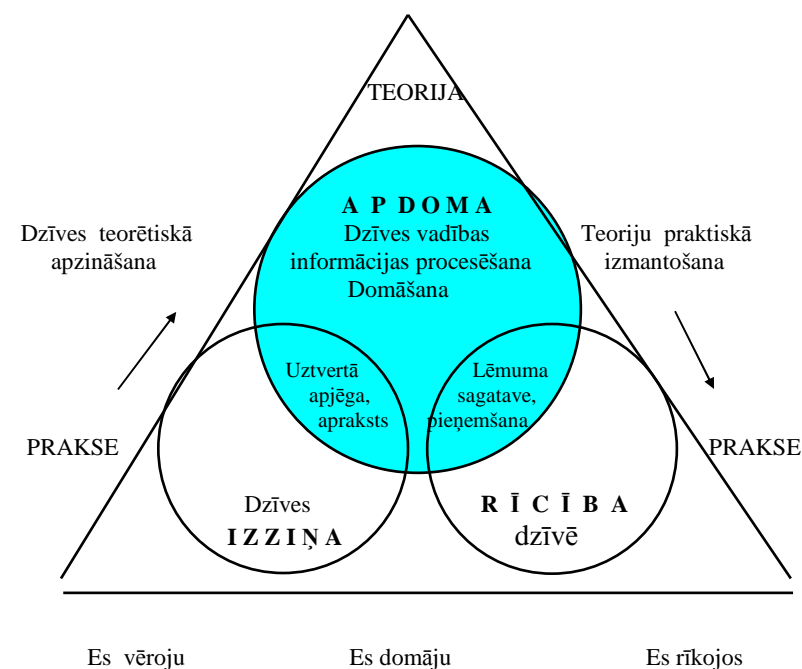 TEORIJA
A P D O M A
Dzīves vadības
informācijas procesēšana
Domāšana
Dzīves teorētiskā
apzināšana
Teoriju praktiskā
izmantošana
Uztvertā
apjēga,
apraksts
Lēmuma
sagatave,
pieņemšana
PRAKSE
PRAKSE
Dzīves
I Z Z I Ņ A
R Ī C Ī B A
dzīvē
Es vēroju
Es domāju
Es rīkojos